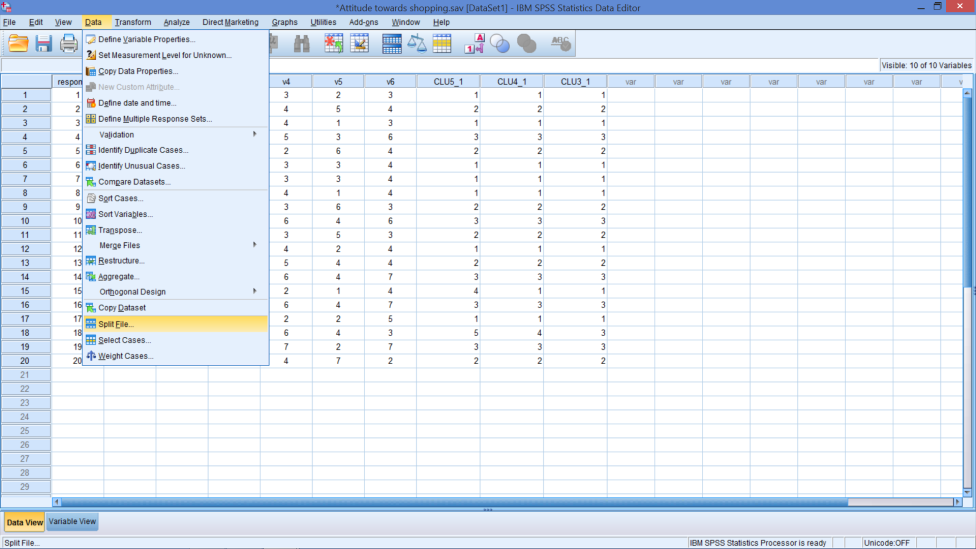 *Attitude towards shopping.sav [DataSet1] - IBM SPSS Statistics Data Editor
File Edit View Data Transform Analyze Direct Marketing Graphs Utilities Add-gns Window Help
Visible: 10 of 10 Variables
Define Variable Properties...
Set Measurement Level for Unknown...
Copy Data Properties...
New Custom Attribute...
Define date and time...
Define Multiple Response Sets...
Validation
Identify Duplicate Cases...
Identify Unusual Cases...
Compare Datasets...
Sort Cases...
Sort Variables...
Transpose...
Merge Files
Restructure...
Aggregate...
Orthogonal Design
Copy Dataset
Split File...
Select Cases...
Weight Cases...
respon v4 v5 v6 CLU5_1 CLU4_1 CLU3_1 var var var var var var var v
1 1 3 2 3 1 1 1
2 2 4 5 4 2 2 2
3 3 4 1 3 1 1 1
4 4 5 3 6 3 3 3
5 5 2 6 4 2 2 2
6 6 3 3 4 1 1 1
7 7 3 3 4 1 1 1
8 8 4 1 4 1 1 1
9 9 3 6 3 2 2 2
10 10 6 4 6 3 3 3
11 11 3 5 3 2 2 2
12 12 4 2 4 1 1 1
13 13 5 4 4 2 2 2
14 14 6 4 7 3 3 3
15 15 2 1 4 4 1 1
16 16 6 4 7 3 3 3
17 17 2 2 5 1 1 1
18 18 6 4 3 5 4 3
19 19 7 2 7 3 3 3
20 20 4 7 2 2 2 2
21
22
23
24
25
26
27
28
29
Data View Variable View
Split File... IBM SPSS Statistics Processor is ready Unicode:OFF